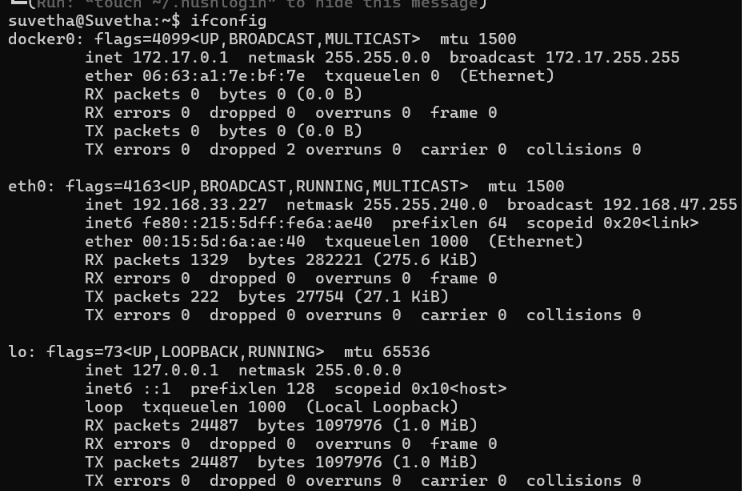 (Run: "touch ~/.hushlogin" to hide this message)
suvetha@Suvetha:~$ ifconfig
docker0: flags=4099<UP,BROADCAST,MULTICAST>  mtu 1500
        inet 172.17.0.1  netmask 255.255.0.0  broadcast 172.17.255.255
        ether 06:63:a1:7e:bf:7e  txqueuelen 0  (Ethernet)
        RX packets 0  bytes 0 (0.0 B)
        RX errors 0  dropped 0  overruns 0  frame 0
        TX packets 0  bytes 0 (0.0 B)
        TX errors 0  dropped 2 overruns 0  carrier 0  collisions 0

eth0: flags=4163<UP,BROADCAST,RUNNING,MULTICAST>  mtu 1500
        inet 192.168.33.227  netmask 255.255.240.0  broadcast 192.168.47.255
        inet6 fe80::215:5dff:fe6a:ae40  prefixlen 64  scopeid 0x20<link>
        ether 00:15:5d:6a:ae:40  txqueuelen 1000  (Ethernet)
        RX packets 1329  bytes 282221 (275.6 KiB)
        RX errors 0  dropped 0  overruns 0  frame 0
        TX packets 222  bytes 27754 (27.1 KiB)
        TX errors 0  dropped 0 overruns 0  carrier 0  collisions 0

lo: flags=73<UP,LOOPBACK,RUNNING>  mtu 65536
        inet 127.0.0.1  netmask 255.0.0.0
        inet6 ::1  prefixlen 128  scopeid 0x10<host>
        loop  txqueuelen 1000  (Local Loopback)
        RX packets 24487  bytes 1097976 (1.0 MiB)
        RX errors 0  dropped 0  overruns 0  frame 0
        TX packets 24487  bytes 1097976 (1.0 MiB)
        TX errors 0  dropped 0 overruns 0  carrier 0  collisions 0